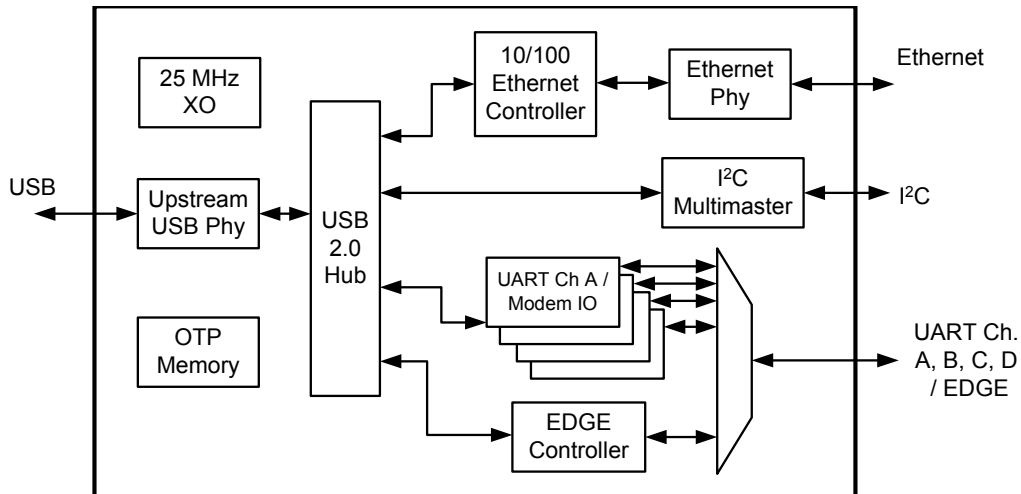 25 MHz
XO
10/100
Ethernet
Controller
Ethernet
Phy
Ethernet
USB
Upstream
USB Phy
USB
2.0
Hub
I²C
Multimaster
I²C
UART Ch A /
Modem IO
OTP
Memory
UART Ch.
A, B, C, D
/ EDGE
EDGE
Controller